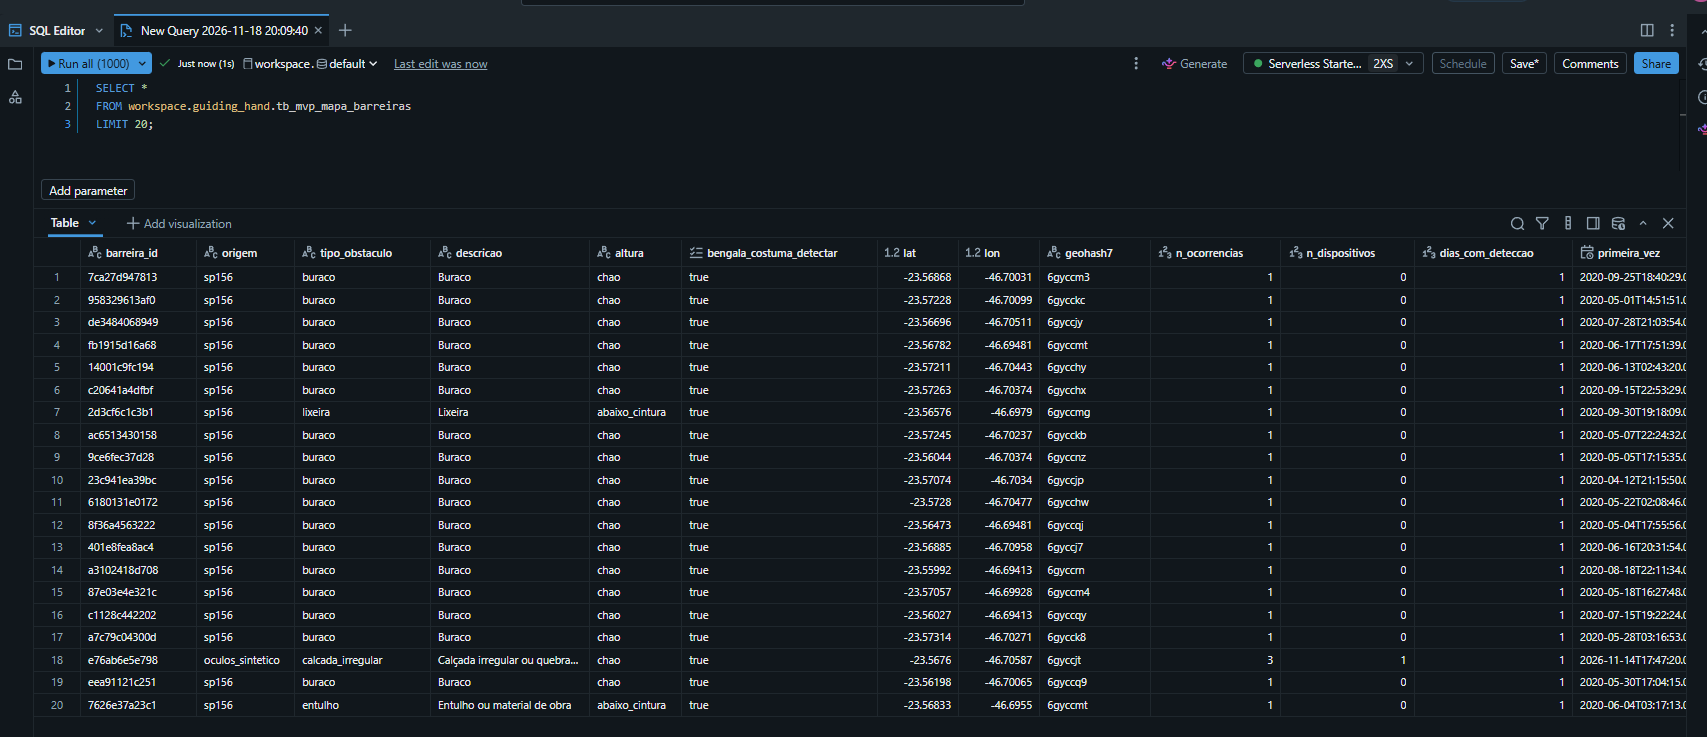 SQL Editor
New Query 2026-11-18 20:09:40
Run all (1000) Just now (1s) workspace. default Last edit was now Generate Serverless Starte... 2XS Schedule Save* Comments Share
1 SELECT *
2 FROM workspace.guiding_hand.tb_mvp_mapa_barreiras
3 LIMIT 20;
Add parameter
Table Add visualization
barreira_id origem tipo_obstaculo descricao altura bengala_costuma_detectar 1.2 lat 1.2 lon geohash7 n_ocorrencias n_dispositivos dias_com_deteccao primeira_vez
1 7ca27d947813 sp156 buraco Buraco chao true -23.56868 -46.70031 6gyccm3 1 0 1 2020-09-25T18:40:29.0
2 958329613af0 sp156 buraco Buraco chao true -23.57228 -46.70099 6gycckc 1 0 1 2020-05-01T14:51:51.0
3 de3484068949 sp156 buraco Buraco chao true -23.56696 -46.70511 6gyccjy 1 0 1 2020-07-28T21:03:54.0
4 fb1915d16a68 sp156 buraco Buraco chao true -23.56782 -46.69481 6gyccmt 1 0 1 2020-06-17T17:51:39.0
5 14001c9fc194 sp156 buraco Buraco chao true -23.57211 -46.70443 6gycchy 1 0 1 2020-06-13T02:43:20.0
6 c20641a4dfbf sp156 buraco Buraco chao true -23.57263 -46.70374 6gycchx 1 0 1 2020-09-15T22:53:29.0
7 2d3cf6c1c3b1 sp156 lixeira Lixeira abaixo_cintura true -23.56576 -46.6979 6gyccmg 1 0 1 2020-09-30T19:18:09.0
8 ac6513430158 sp156 buraco Buraco chao true -23.57245 -46.70237 6gycckb 1 0 1 2020-05-07T22:24:32.0
9 9ce6fec37d28 sp156 buraco Buraco chao true -23.56044 -46.70374 6gyccnz 1 0 1 2020-05-05T17:15:35.0
10 23c941ea39bc sp156 buraco Buraco chao true -23.57074 -46.7034 6gyccjp 1 0 1 2020-04-12T21:15:50.0
11 6180131e0172 sp156 buraco Buraco chao true -23.5728 -46.70477 6gycchw 1 0 1 2020-05-22T02:08:46.0
12 8f36a4563222 sp156 buraco Buraco chao true -23.56473 -46.69481 6gyccqj 1 0 1 2020-05-04T17:55:56.0
13 401e8fea8ac4 sp156 buraco Buraco chao true -23.56885 -46.70958 6gyccj7 1 0 1 2020-06-16T20:31:54.0
14 a3102418d708 sp156 buraco Buraco chao true -23.55992 -46.69413 6gyccrn 1 0 1 2020-08-18T22:11:34.0
15 87e03e4e321c sp156 buraco Buraco chao true -23.57057 -46.69928 6gyccm4 1 0 1 2020-05-18T16:27:48.0
16 c1128c442202 sp156 buraco Buraco chao true -23.56027 -46.69413 6gyccqy 1 0 1 2020-07-15T19:22:24.0
17 a7c79c04300d sp156 buraco Buraco chao true -23.57314 -46.70271 6gycck8 1 0 1 2020-05-28T03:16:53.0
18 e76ab6e5e798 oculos_sintetico calcada_irregular Calçada irregular ou quebra... chao true -23.5676 -46.70587 6gyccjt 3 1 1 2026-11-14T17:47:20.0
19 eea91121c251 sp156 buraco Buraco chao true -23.56198 -46.70065 6gyccq9 1 0 1 2020-05-30T17:04:15.0
20 7626e37a23c1 sp156 entulho Entulho ou material de obra abaixo_cintura true -23.56833 -46.6955 6gyccmt 1 0 1 2020-06-04T03:17:13.0